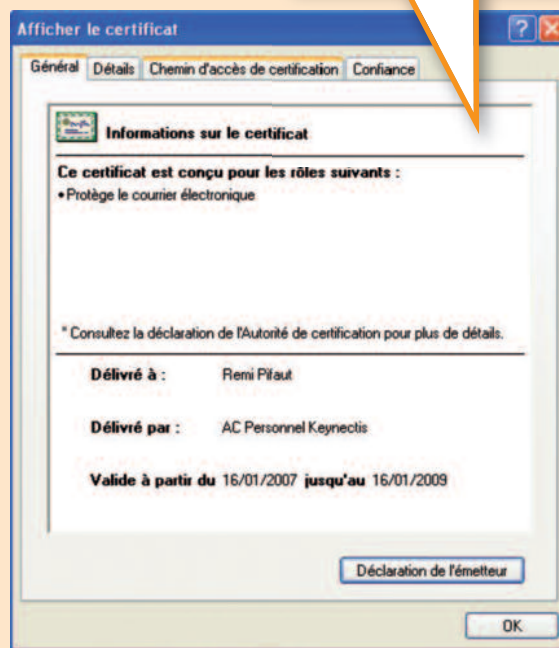 Afficher le certificat
Général Détails Chemin d'accès de certification Confiance
Informations sur le certificat
Ce certificat est conçu pour les rôles suivants :
•Protège le courrier électronique
* Consultez la déclaration de l'Autorité de certification pour plus de détails.
Délivré à : Remi Pifaut
Délivré par : AC Personnel Keynectis
Valide à partir du 16/01/2007 jusqu'au 16/01/2009
Déclaration de l'émetteur
OK